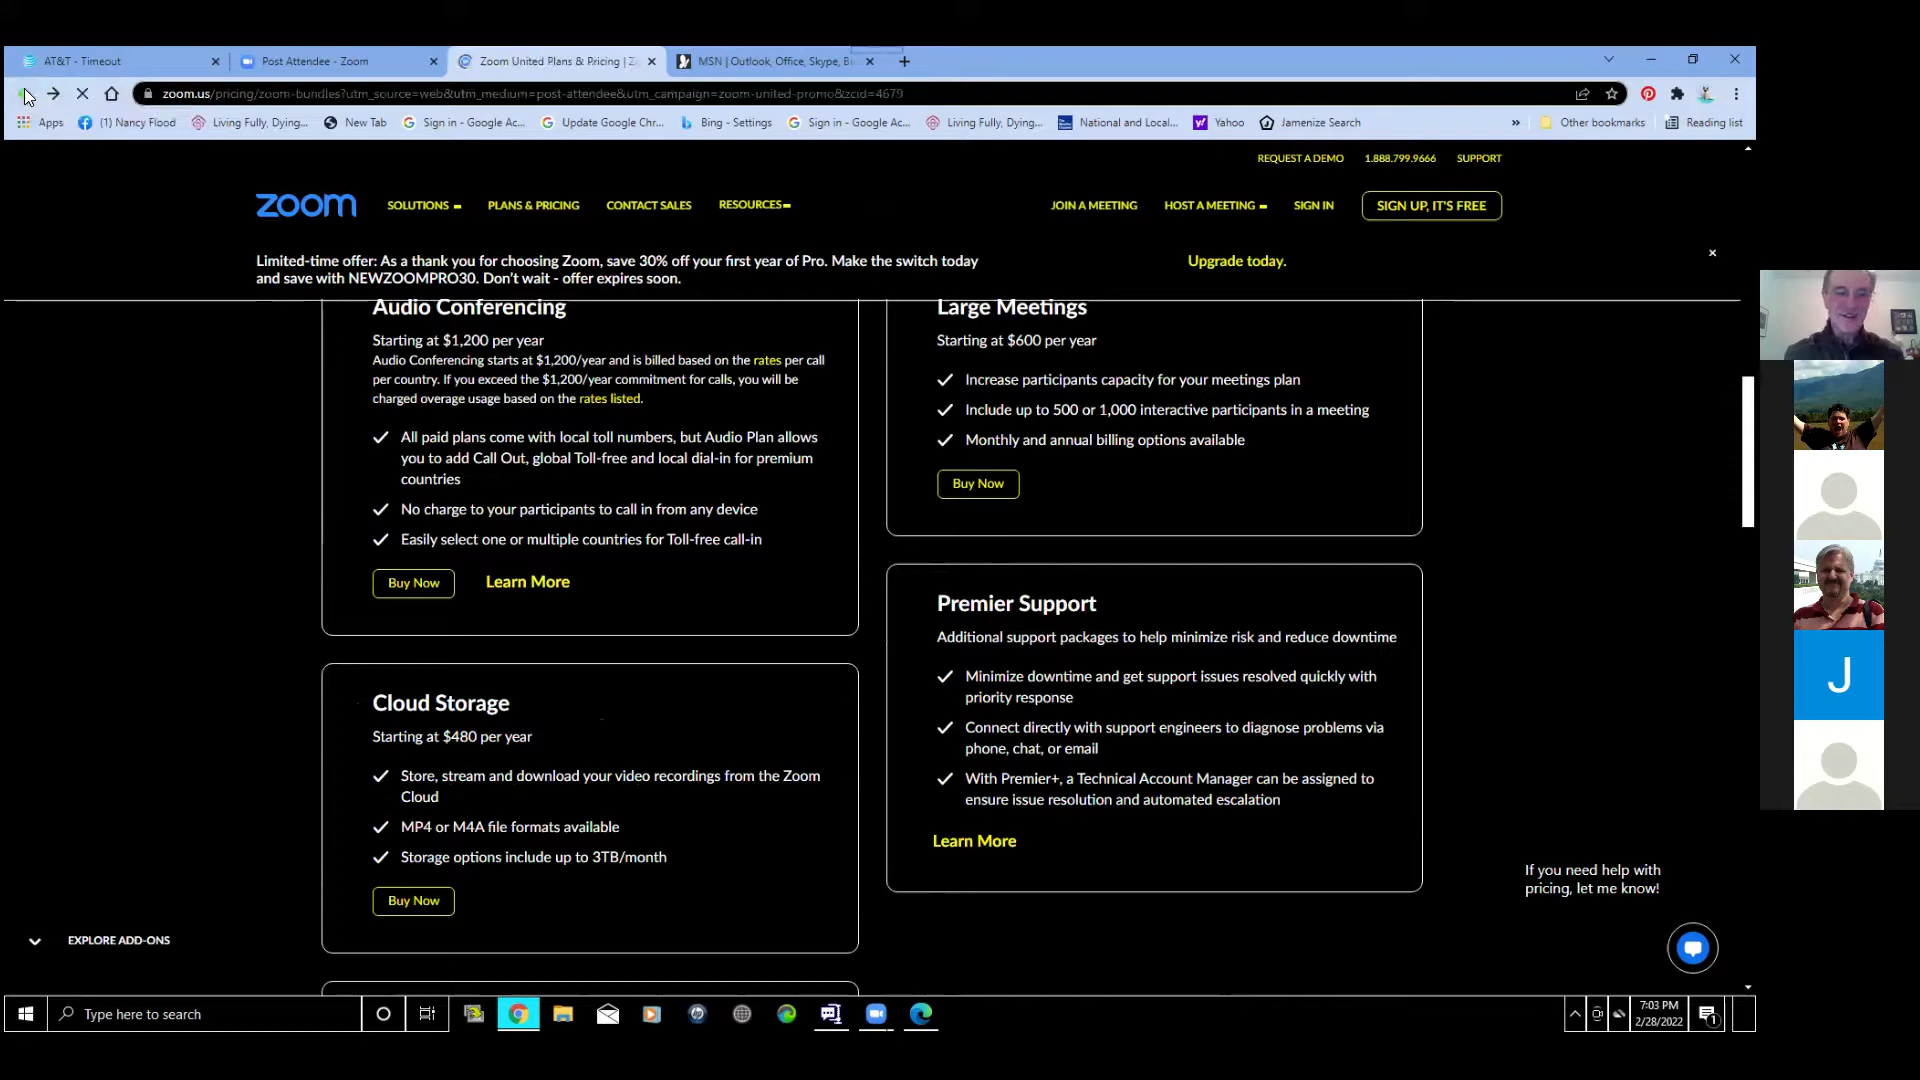 AT&T - Timeout
Post Attendee - Zoom
Zoom United Plans & Pricing | Z
MSN | Outlook, Office, Skype, B
zoom.us/pricing/zoom-bundles?utm_source=web&utm_medium=post-attendee&utm_campaign=zoom-united-promo&zcid=4679
Apps
(1) Nancy Flood
Living Fully, Dying...
New Tab
Sign in - Google Ac...
Update Google Chr...
Bing - Settings
Sign in - Google Ac...
Living Fully, Dying...
National and Local...
Yahoo
Jamenize Search
»
Other bookmarks
Reading list
REQUEST A DEMO 1.888.799.9666 SUPPORT
zoom
SOLUTIONS PLANS & PRICING CONTACT SALES RESOURCES
JOIN A MEETING HOST A MEETING SIGN IN SIGN UP, IT'S FREE
Limited-time offer: As a thank you for choosing Zoom, save 30% off your first year of Pro. Make the switch today
and save with NEWZOOMPRO30. Don't wait - offer expires soon.
Upgrade today.
Audio Conferencing
Starting at $1,200 per year
Audio Conferencing starts at $1,200/year and is billed based on the rates per call
per country. If you exceed the $1,200/year commitment for calls, you will be
charged overage usage based on the rates listed.
All paid plans come with local toll numbers, but Audio Plan allows
you to add Call Out, global Toll-free and local dial-in for premium
countries
No charge to your participants to call in from any device
Easily select one or multiple countries for Toll-free call-in
Buy Now Learn More
Large Meetings
Starting at $600 per year
Increase participants capacity for your meetings plan
Include up to 500 or 1,000 interactive participants in a meeting
Monthly and annual billing options available
Buy Now
Cloud Storage
Starting at $480 per year
Store, stream and download your video recordings from the Zoom
Cloud
MP4 or M4A file formats available
Storage options include up to 3TB/month
Buy Now
Premier Support
Additional support packages to help minimize risk and reduce downtime
Minimize downtime and get support issues resolved quickly with
priority response
Connect directly with support engineers to diagnose problems via
phone, chat, or email
With Premier+, a Technical Account Manager can be assigned to
ensure issue resolution and automated escalation
Learn More
If you need help with
pricing, let me know!
EXPLORE ADD-ONS
J
Type here to search
7:03 PM
2/28/2022
1